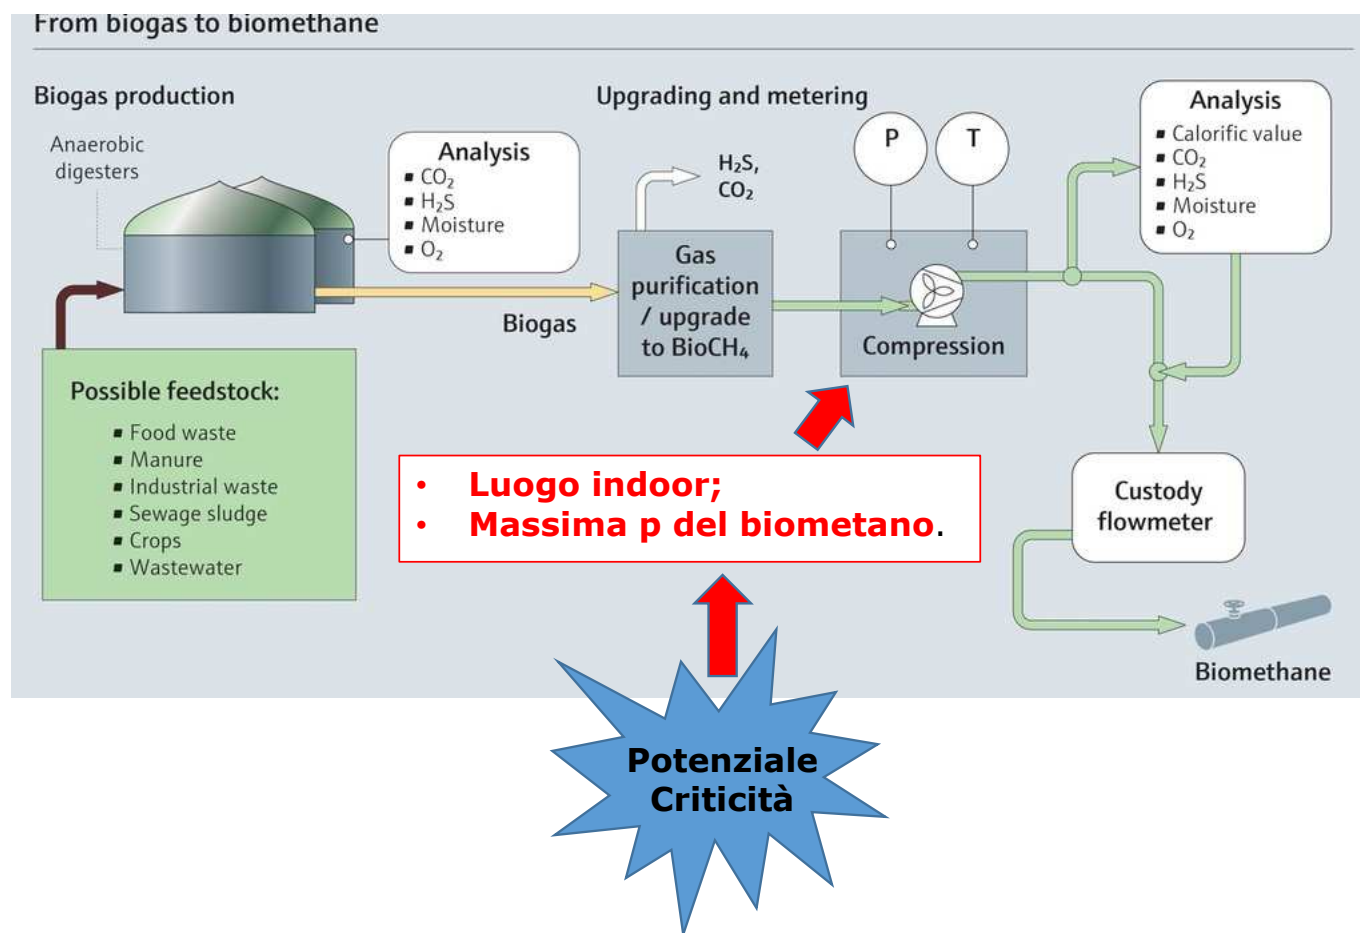 From biogas to biomethane
Biogas production
Anaerobic
digesters
Analysis
▪ CO₂
▪ H₂S
▪ Moisture
▪ O₂
Biogas
Possible feedstock:
▪ Food waste
▪ Manure
▪ Industrial waste
▪ Sewage sludge
▪ Crops
▪ Wastewater
Upgrading and metering
H₂S,
CO₂
Gas
purification
/ upgrade
to BioCH₄
P
T
Compression
Analysis
▪ Calorific value
▪ CO₂
▪ H₂S
▪ Moisture
▪ O₂
Custody
flowmeter
Biomethane
• Luogo indoor;
• Massima p del biometano.
Potenziale
Criticità